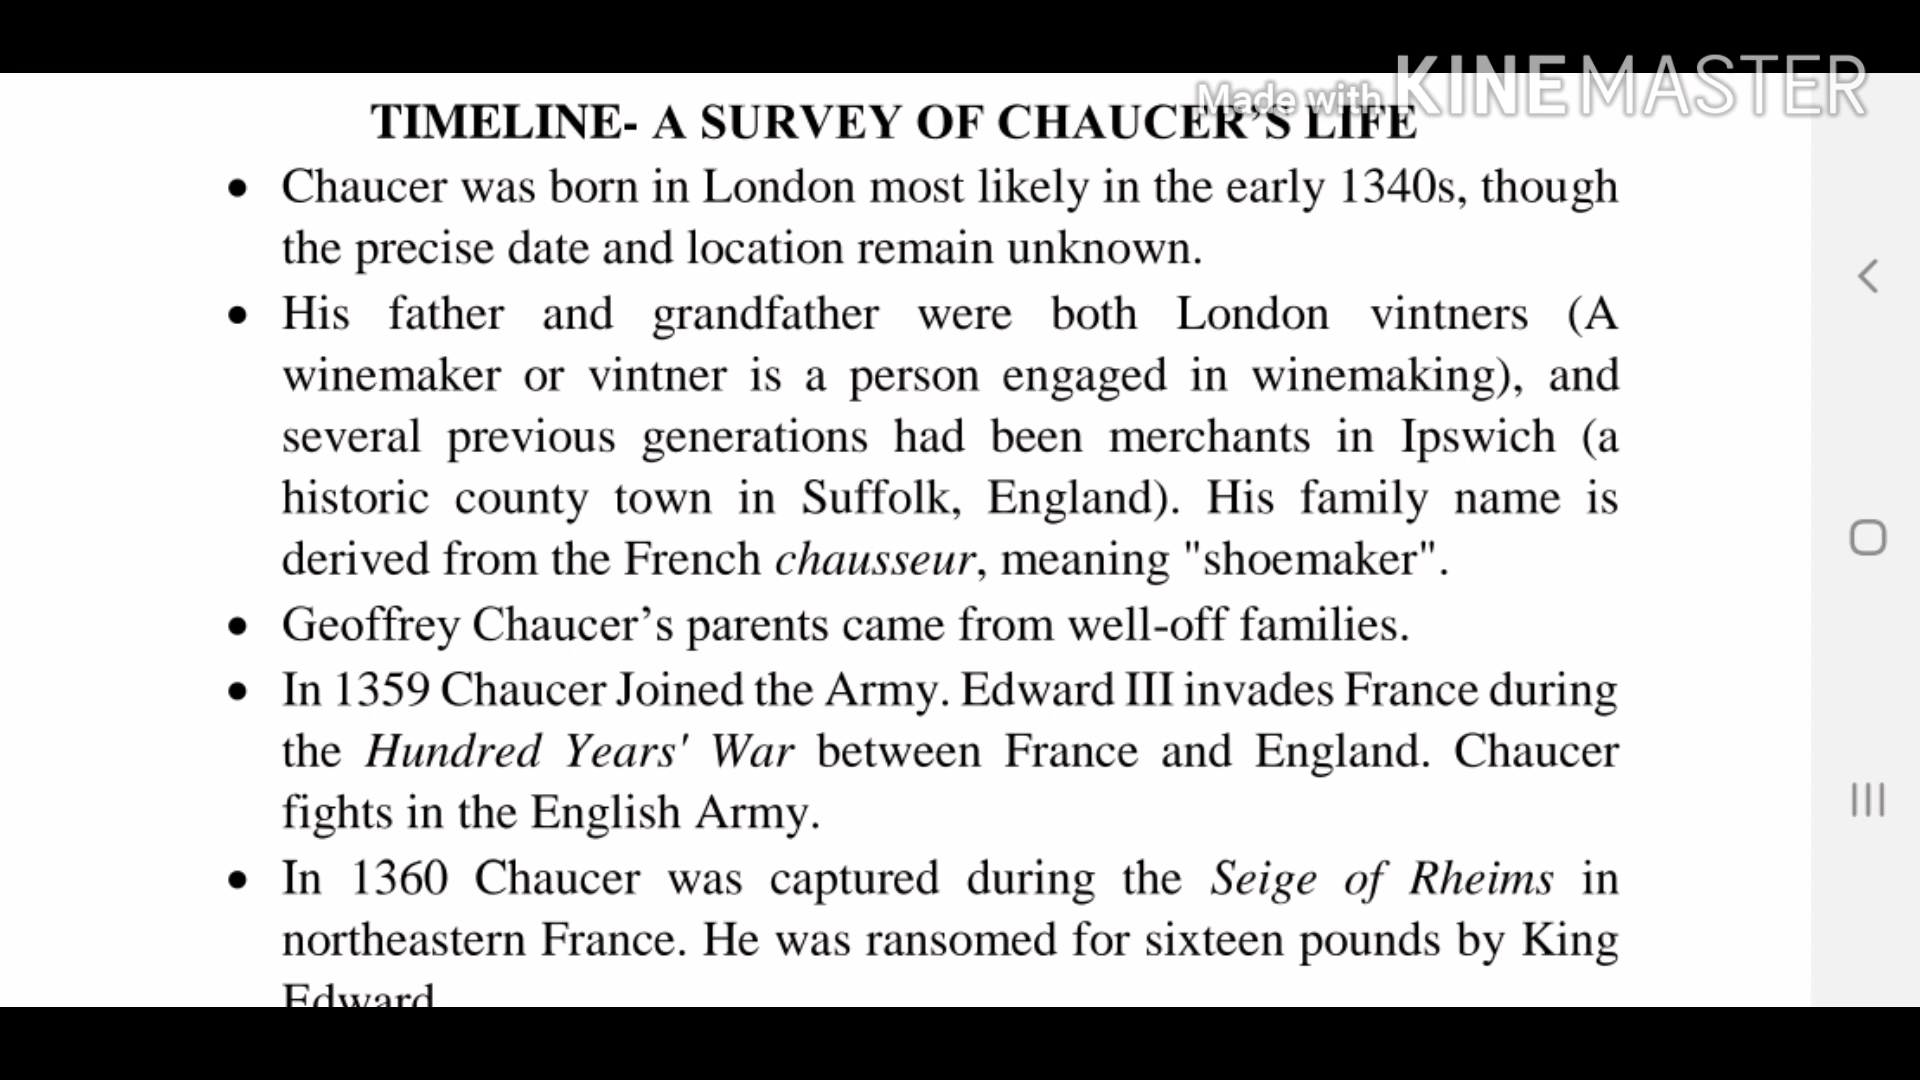 Made with KINEMASTER
TIMELINE- A SURVEY OF CHAUCER’S LIFE
• Chaucer was born in London most likely in the early 1340s, though
the precise date and location remain unknown.
• His father and grandfather were both London vintners (A
winemaker or vintner is a person engaged in winemaking), and
several previous generations had been merchants in Ipswich (a
historic county town in Suffolk, England). His family name is
derived from the French chausseur, meaning "shoemaker".
• Geoffrey Chaucer’s parents came from well-off families.
• In 1359 Chaucer Joined the Army. Edward III invades France during
the Hundred Years' War between France and England. Chaucer
fights in the English Army.
• In 1360 Chaucer was captured during the Seige of Rheims in
northeastern France. He was ransomed for sixteen pounds by King
Edward